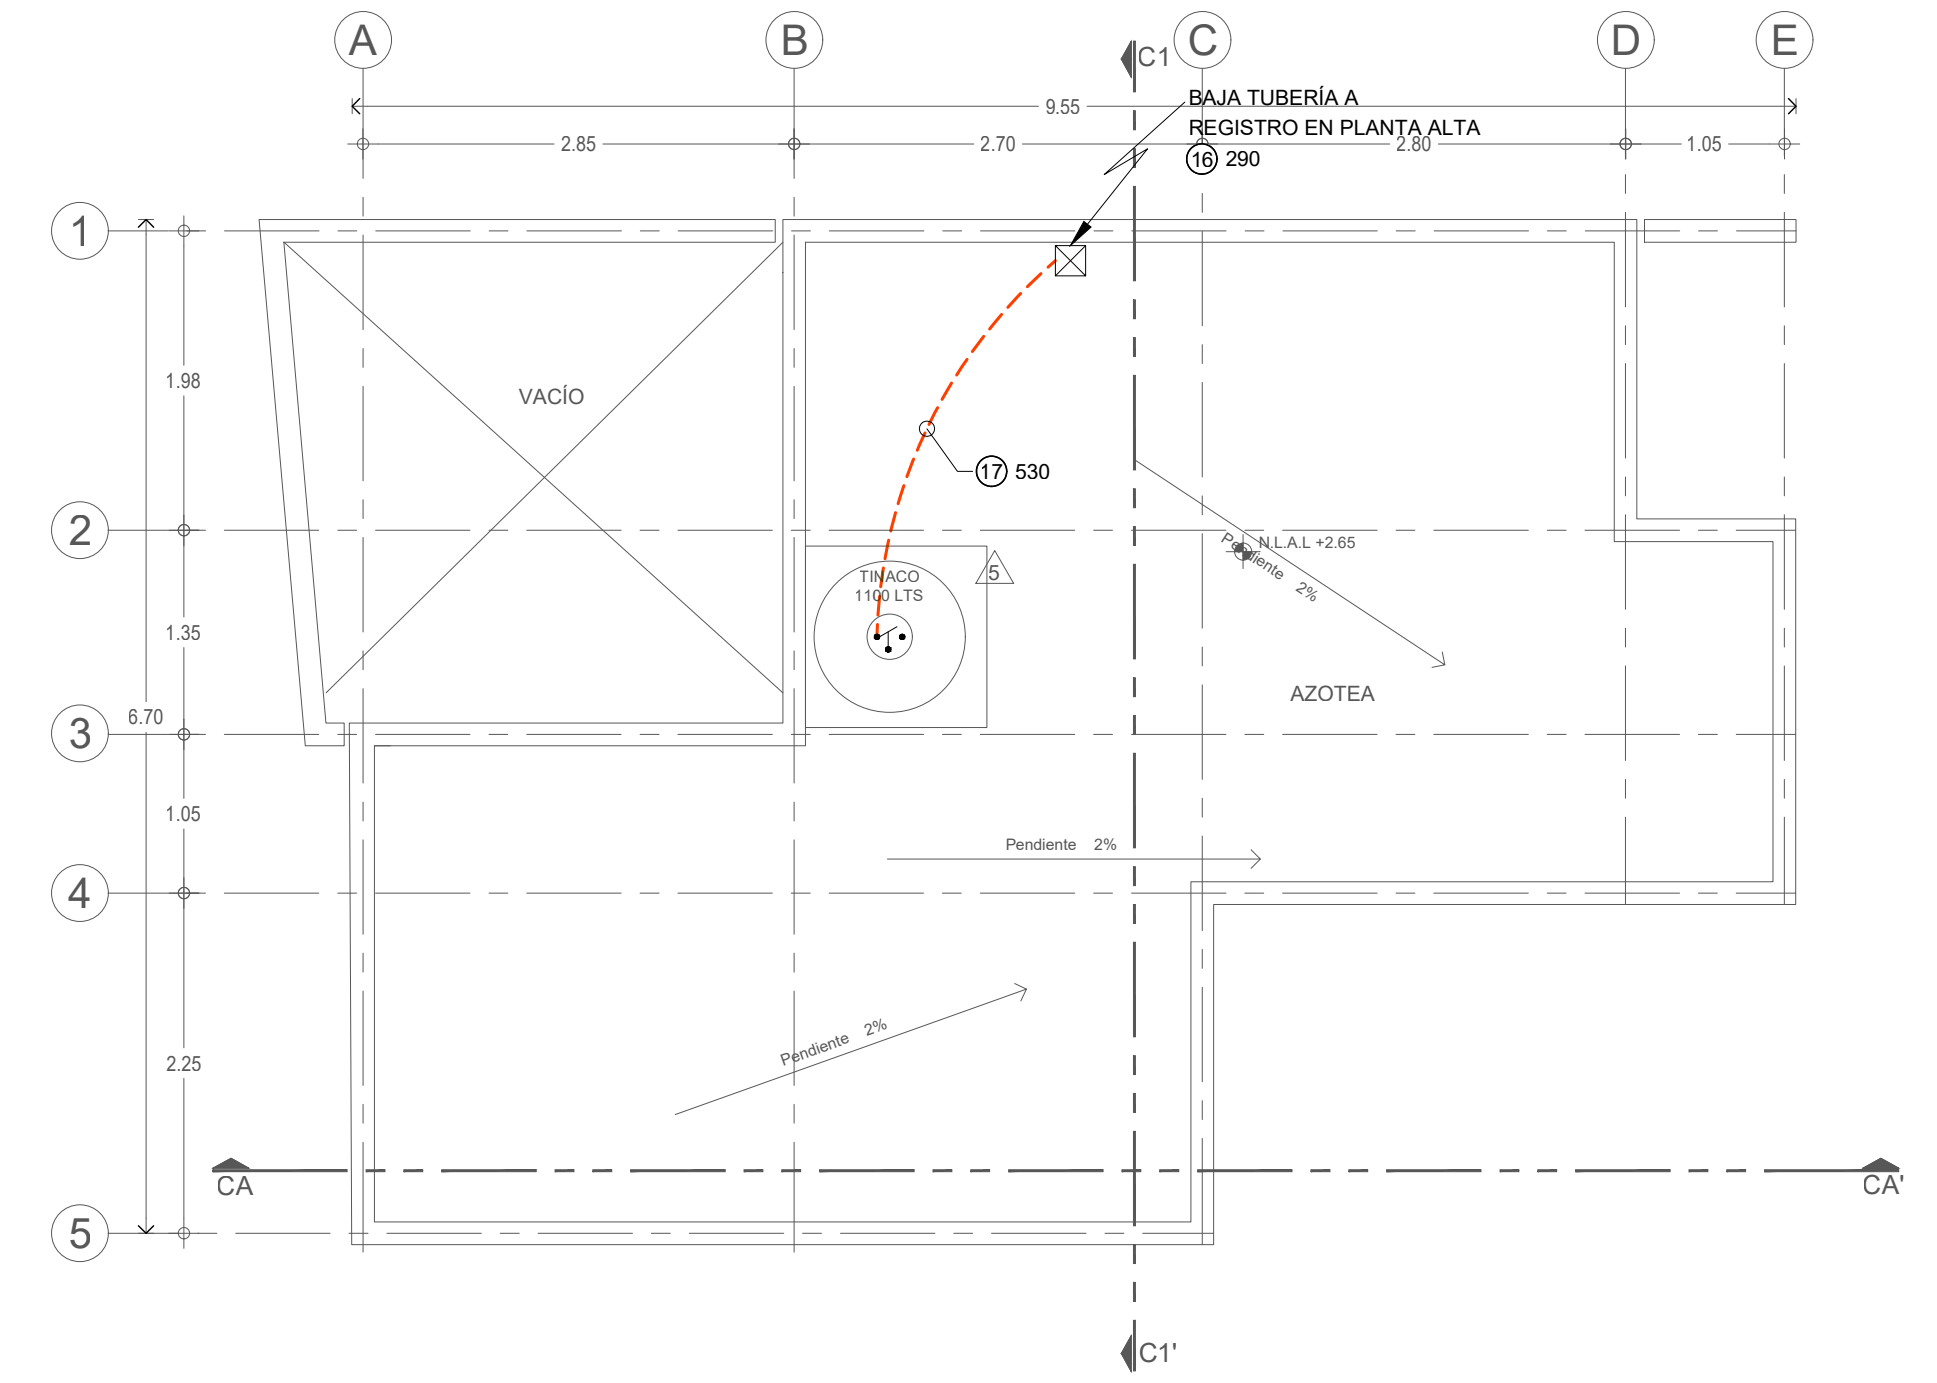 A
B
C
D
E
C1
9.55
BAJA TUBERÍA A
REGISTRO EN PLANTA ALTA
2.85
2.70
2.80
1.05
16 290
1
1.98
VACÍO
17 530
2
N.L.A.L +2.65
Pendiente 2%
5
TINACO
1100 LTS
1.35
AZOTEA
6.70
3
1.05
Pendiente 2%
4
Pendiente 2%
2.25
CA
CA'
5
C1'